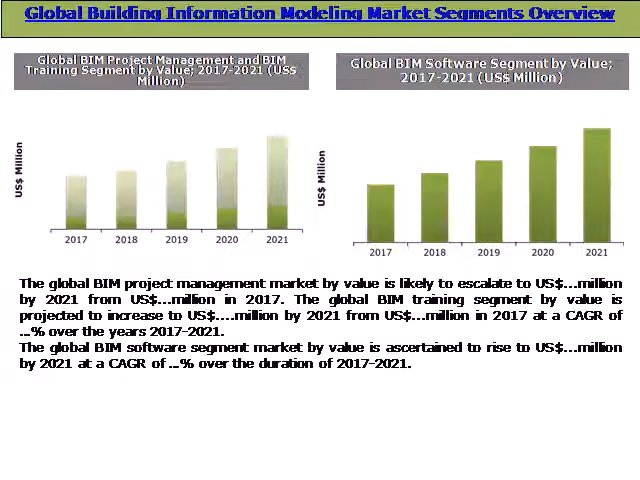 Global Building Information Modeling Market Segments Overview
Global BIM Project Management and BIM
Training Segment by Value; 2017-2021 (US$
Million)
US$ Million
2017 2018 2019 2020 2021
Global BIM Software Segment by Value;
2017-2021 (US$ Million)
US$ Million
2017 2018 2019 2020 2021
The global BIM project management market by value is likely to escalate to US$...million
by 2021 from US$...million in 2017. The global BIM training segment by value is
projected to increase to US$....million by 2021 from US$...million in 2017 at a CAGR of
...% over the years 2017-2021.
The global BIM software segment market by value is ascertained to rise to US$...million
by 2021 at a CAGR of ...% over the duration of 2017-2021.